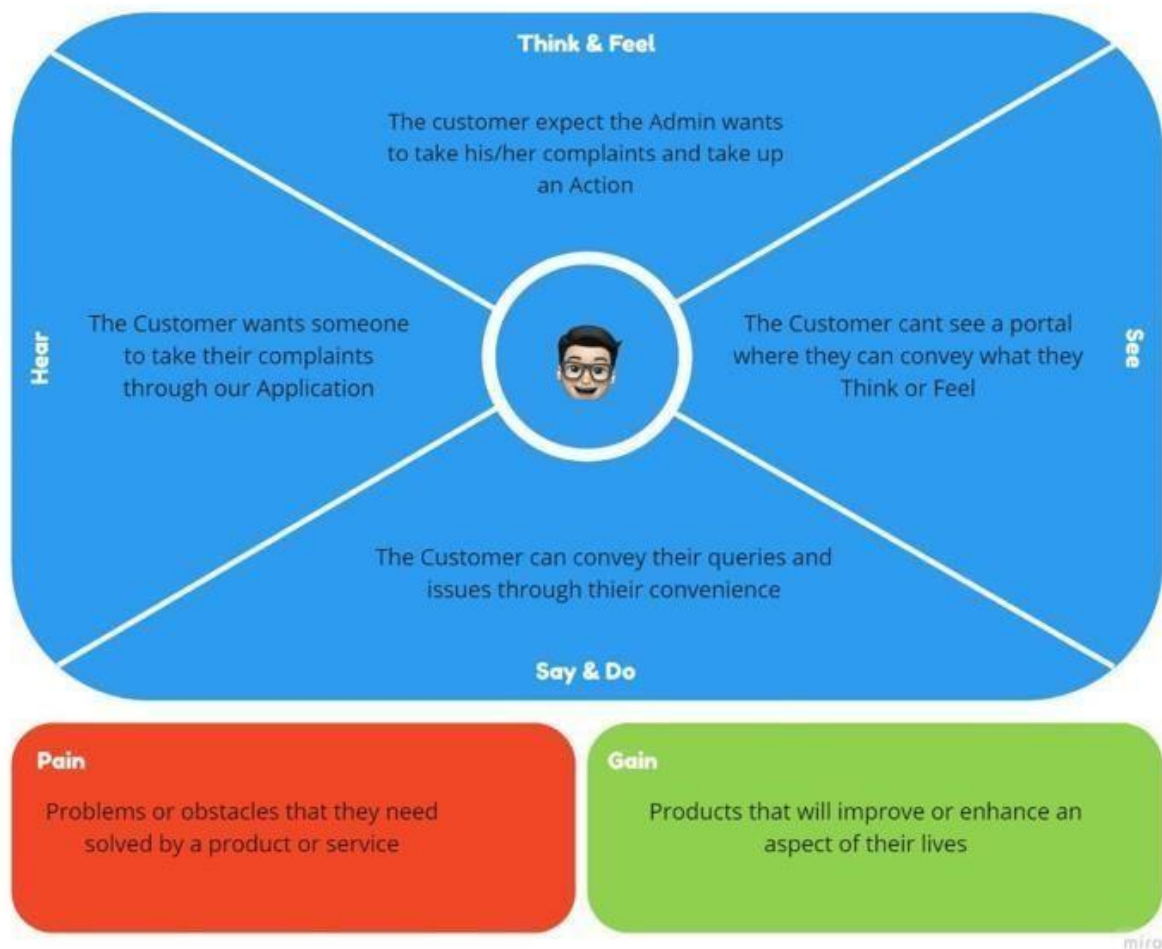 Think & Feel
The customer expect the Admin wants
to take his/her complaints and take up
an Action
Hear
The Customer wants someone
to take their complaints
through our Application
The Customer cant see a portal
where they can convey what they
Think or Feel
See
The Customer can convey their queries and
issues through thieir convenience
Say & Do
Pain
Problems or obstacles that they need
solved by a product or service
Gain
Products that will improve or enhance an
aspect of their lives
miro